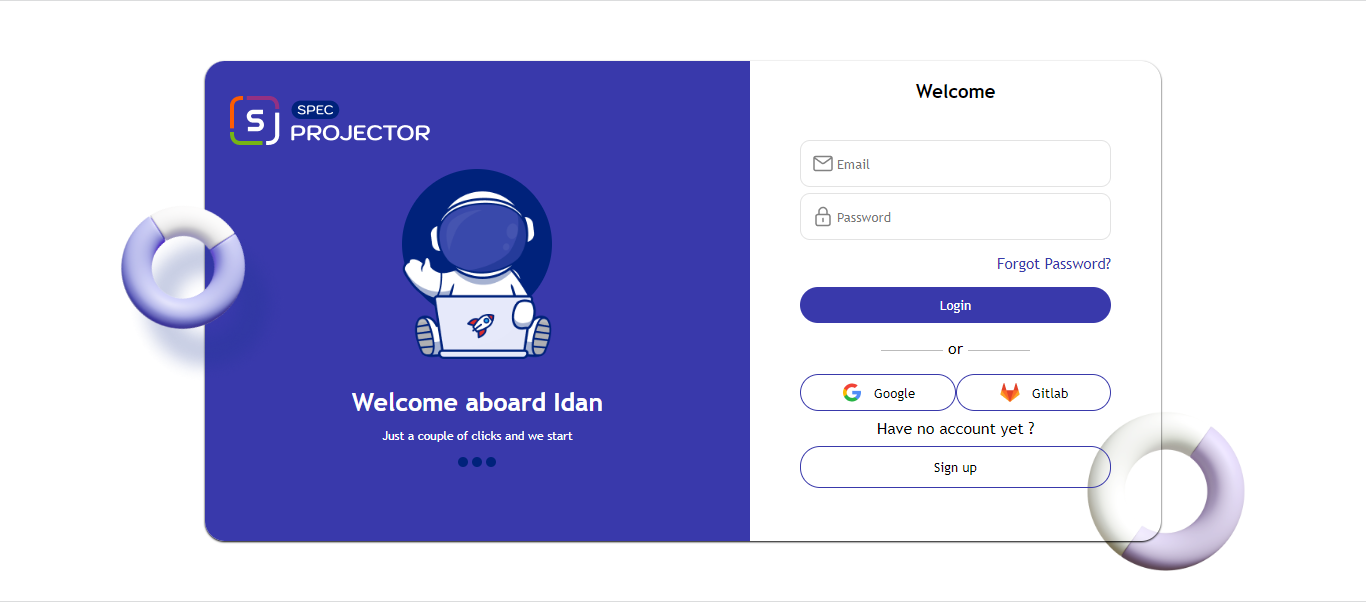 S
SPEC
PROJECTOR
Welcome aboard Idan
Just a couple of clicks and we start
Welcome
Email
Password
Forgot Password?
Login
or
Google
Gitlab
Have no account yet ?
Sign up